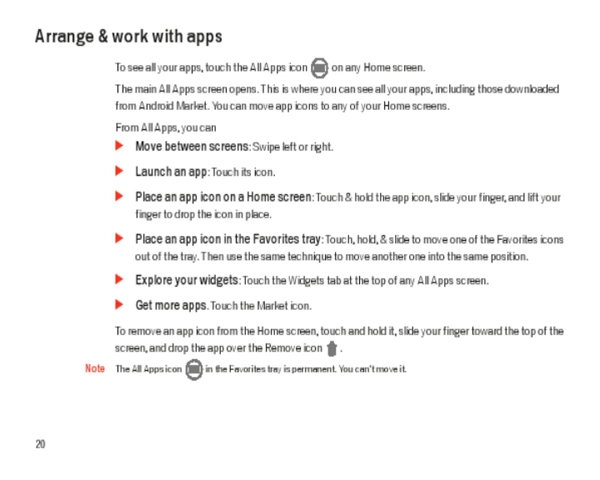 Arrange & work with apps
To see all your apps, touch the All Apps icon on any Home screen.
The main All Apps screen opens. This is where you can see all your apps, including those downloaded
from Android Market. You can move app icons to any of your Home screens.
From All Apps, you can
Move between screens: Swipe left or right.
Launch an app: Touch its icon.
Place an app icon on a Home screen: Touch & hold the app icon, slide your finger, and lift your
finger to drop the icon in place.
Place an app icon in the Favorites tray: Touch, hold, & slide to move one of the Favorites icons
out of the tray. Then use the same technique to move another one into the same position.
Explore your widgets: Touch the Widgets tab at the top of any All Apps screen.
Get more apps. Touch the Market icon.
To remove an app icon from the Home screen, touch and hold it, slide your finger toward the top of the
screen, and drop the app over the Remove icon .
Note The All Apps icon in the Favorites tray is permanent. You can't move it.
20